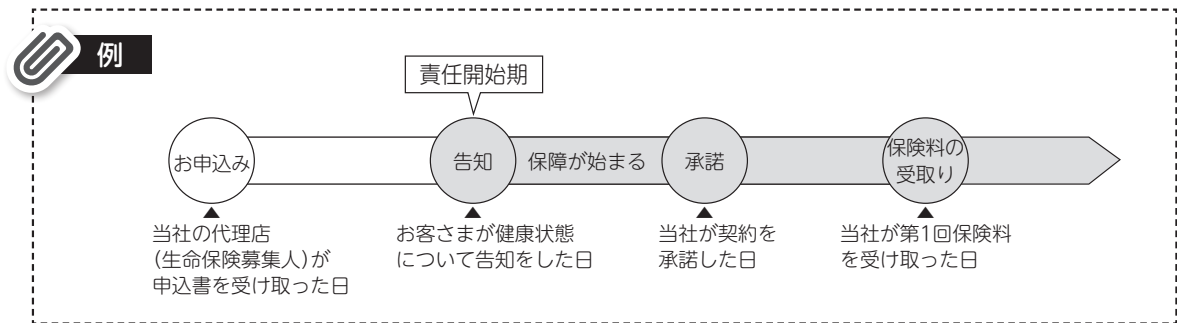 例
責任開始期
お申込み
告知
保障が始まる
承諾
保険料の
受取り
当社の代理店
(生命保険募集人)が
申込書を受け取った日
お客さまが健康状態
について告知をした日
当社が契約を
承諾した日
当社が第1回保険料
を受け取った日